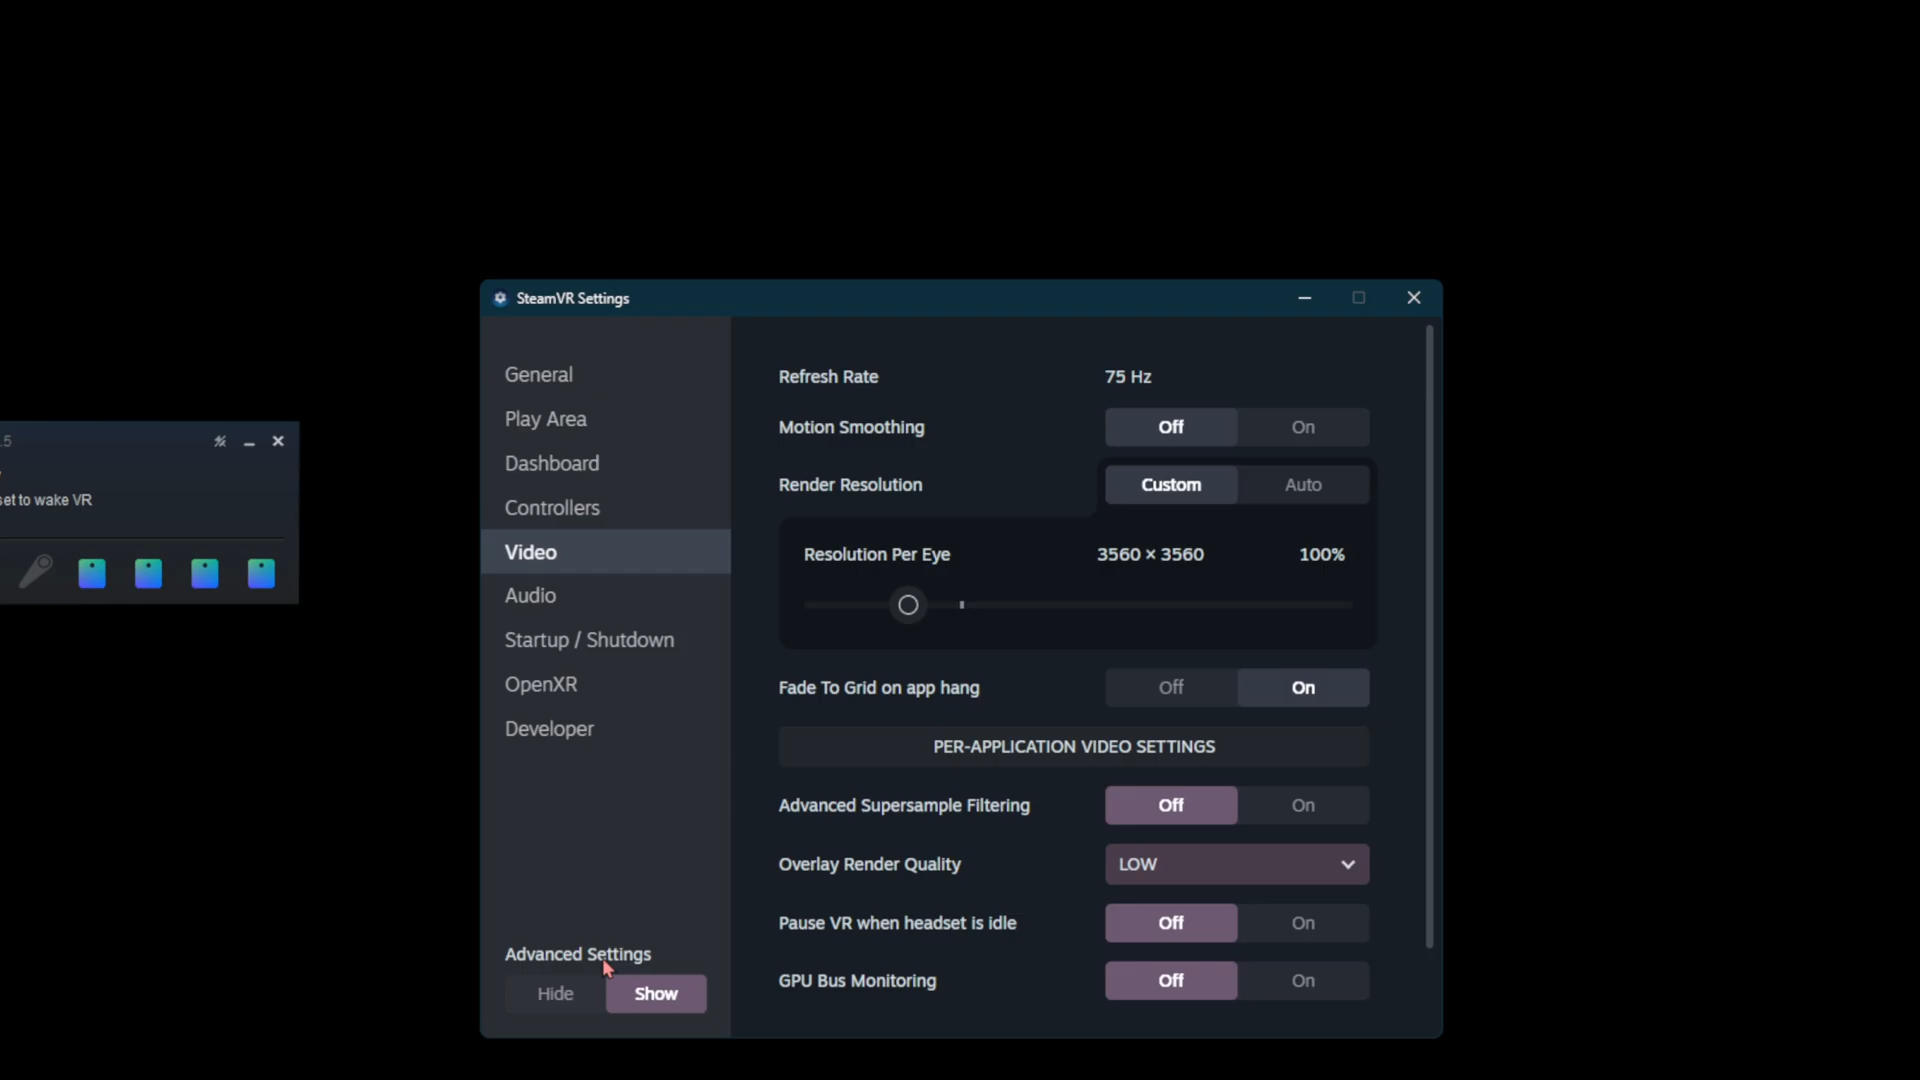 SteamVR Settings
General
Play Area
Dashboard
Controllers
Video
Audio
Startup / Shutdown
OpenXR
Developer
Advanced Settings
Hide Show
Refresh Rate 75 Hz
Motion Smoothing Off On
Render Resolution Custom Auto
Resolution Per Eye 3560 × 3560 100%
Fade To Grid on app hang Off On
PER-APPLICATION VIDEO SETTINGS
Advanced Supersample Filtering Off On
Overlay Render Quality LOW
Pause VR when headset is idle Off On
GPU Bus Monitoring Off On
.5
set to wake VR